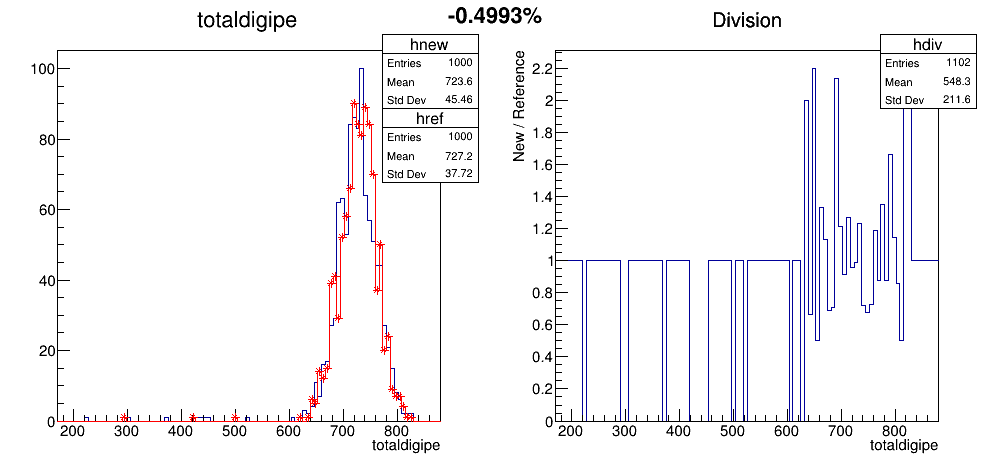 totaldigipe
-0.4993%
Division
hnew
Entries 1000
Mean 723.6
Std Dev 45.46
href
Entries 1000
Mean 727.2
Std Dev 37.72
100
80
60
40
20
0
200 300 400 500 600 700 800
totaldigipe
hdiv
Entries 1102
Mean 548.3
Std Dev 211.6
New / Reference
2.2
2
1.8
1.6
1.4
1.2
1
0.8
0.6
0.4
0.2
0
200 300 400 500 600 700 800
totaldigipe